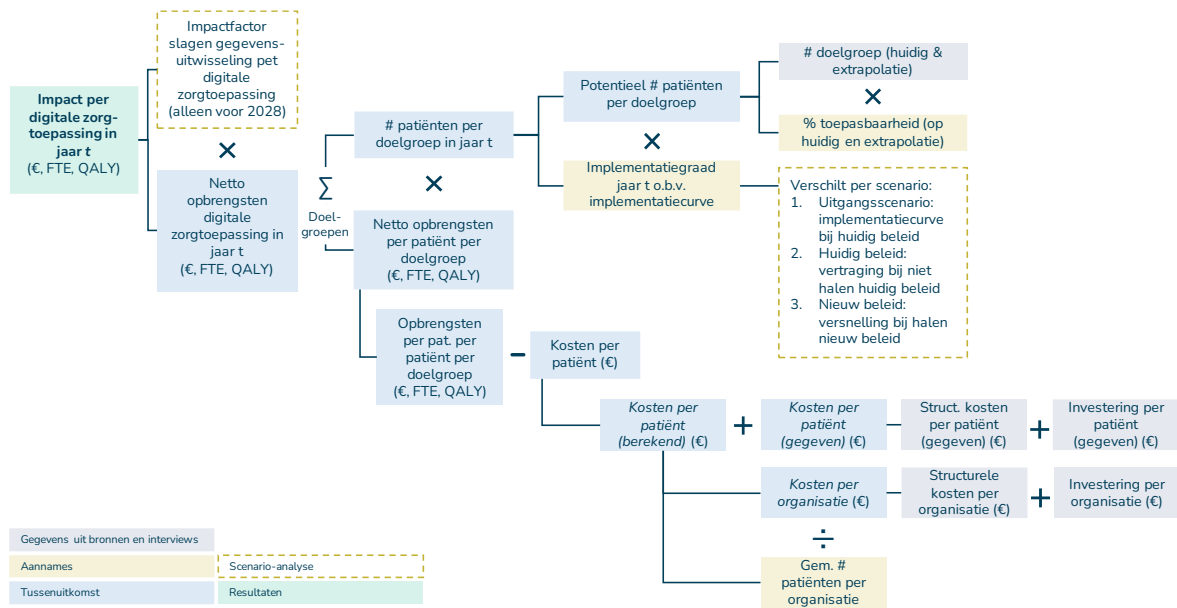 Impact per
digitale zorg-
toepassing in
jaar t
(€, FTE, QALY)
Impactfactor
slagen gegevens-
uitwisseling pet
digitale
zorgtoepassing
(alleen voor 2028)
×
Netto
opbrengsten
digitale
zorgtoepassing in
jaar t
(€, FTE, QALY)
∑
Doel-
groepen
# patiënten per
doelgroep in jaar t
×
Netto opbrengsten
per patiënt per
doelgroep
(€, FTE, QALY)
Potentieel # patiënten
per doelgroep
×
Implementatiegraad
jaar t o.b.v.
implementatiecurve
# doelgroep (huidig &
extrapolatie)
×
% toepasbaarheid (op
huidig en extrapolatie)
Verschilt per scenario:
1. Uitgangsscenario:
implementatiecurve
bij huidig beleid
2. Huidig beleid:
vertraging bij niet
halen huidig beleid
3. Nieuw beleid:
versnelling bij halen
nieuw beleid
Opbrengsten
per pat. per
patiënt per
doelgroep
(€, FTE, QALY)
−
Kosten per
patiënt (€)
Kosten per
patiënt
(berekend) (€)
+
Kosten per
patiënt
(gegeven) (€)
Struct. kosten
per patiënt
(gegeven) (€)
+
Investering per
patiënt
(gegeven) (€)
Kosten per
organisatie (€)
Structurele
kosten per
organisatie (€)
+
Investering per
organisatie (€)
÷
Gem. #
patiënten per
organisatie
Gegevens uit bronnen en interviews
Aannames
Scenario-analyse
Tussenuitkomst
Resultaten